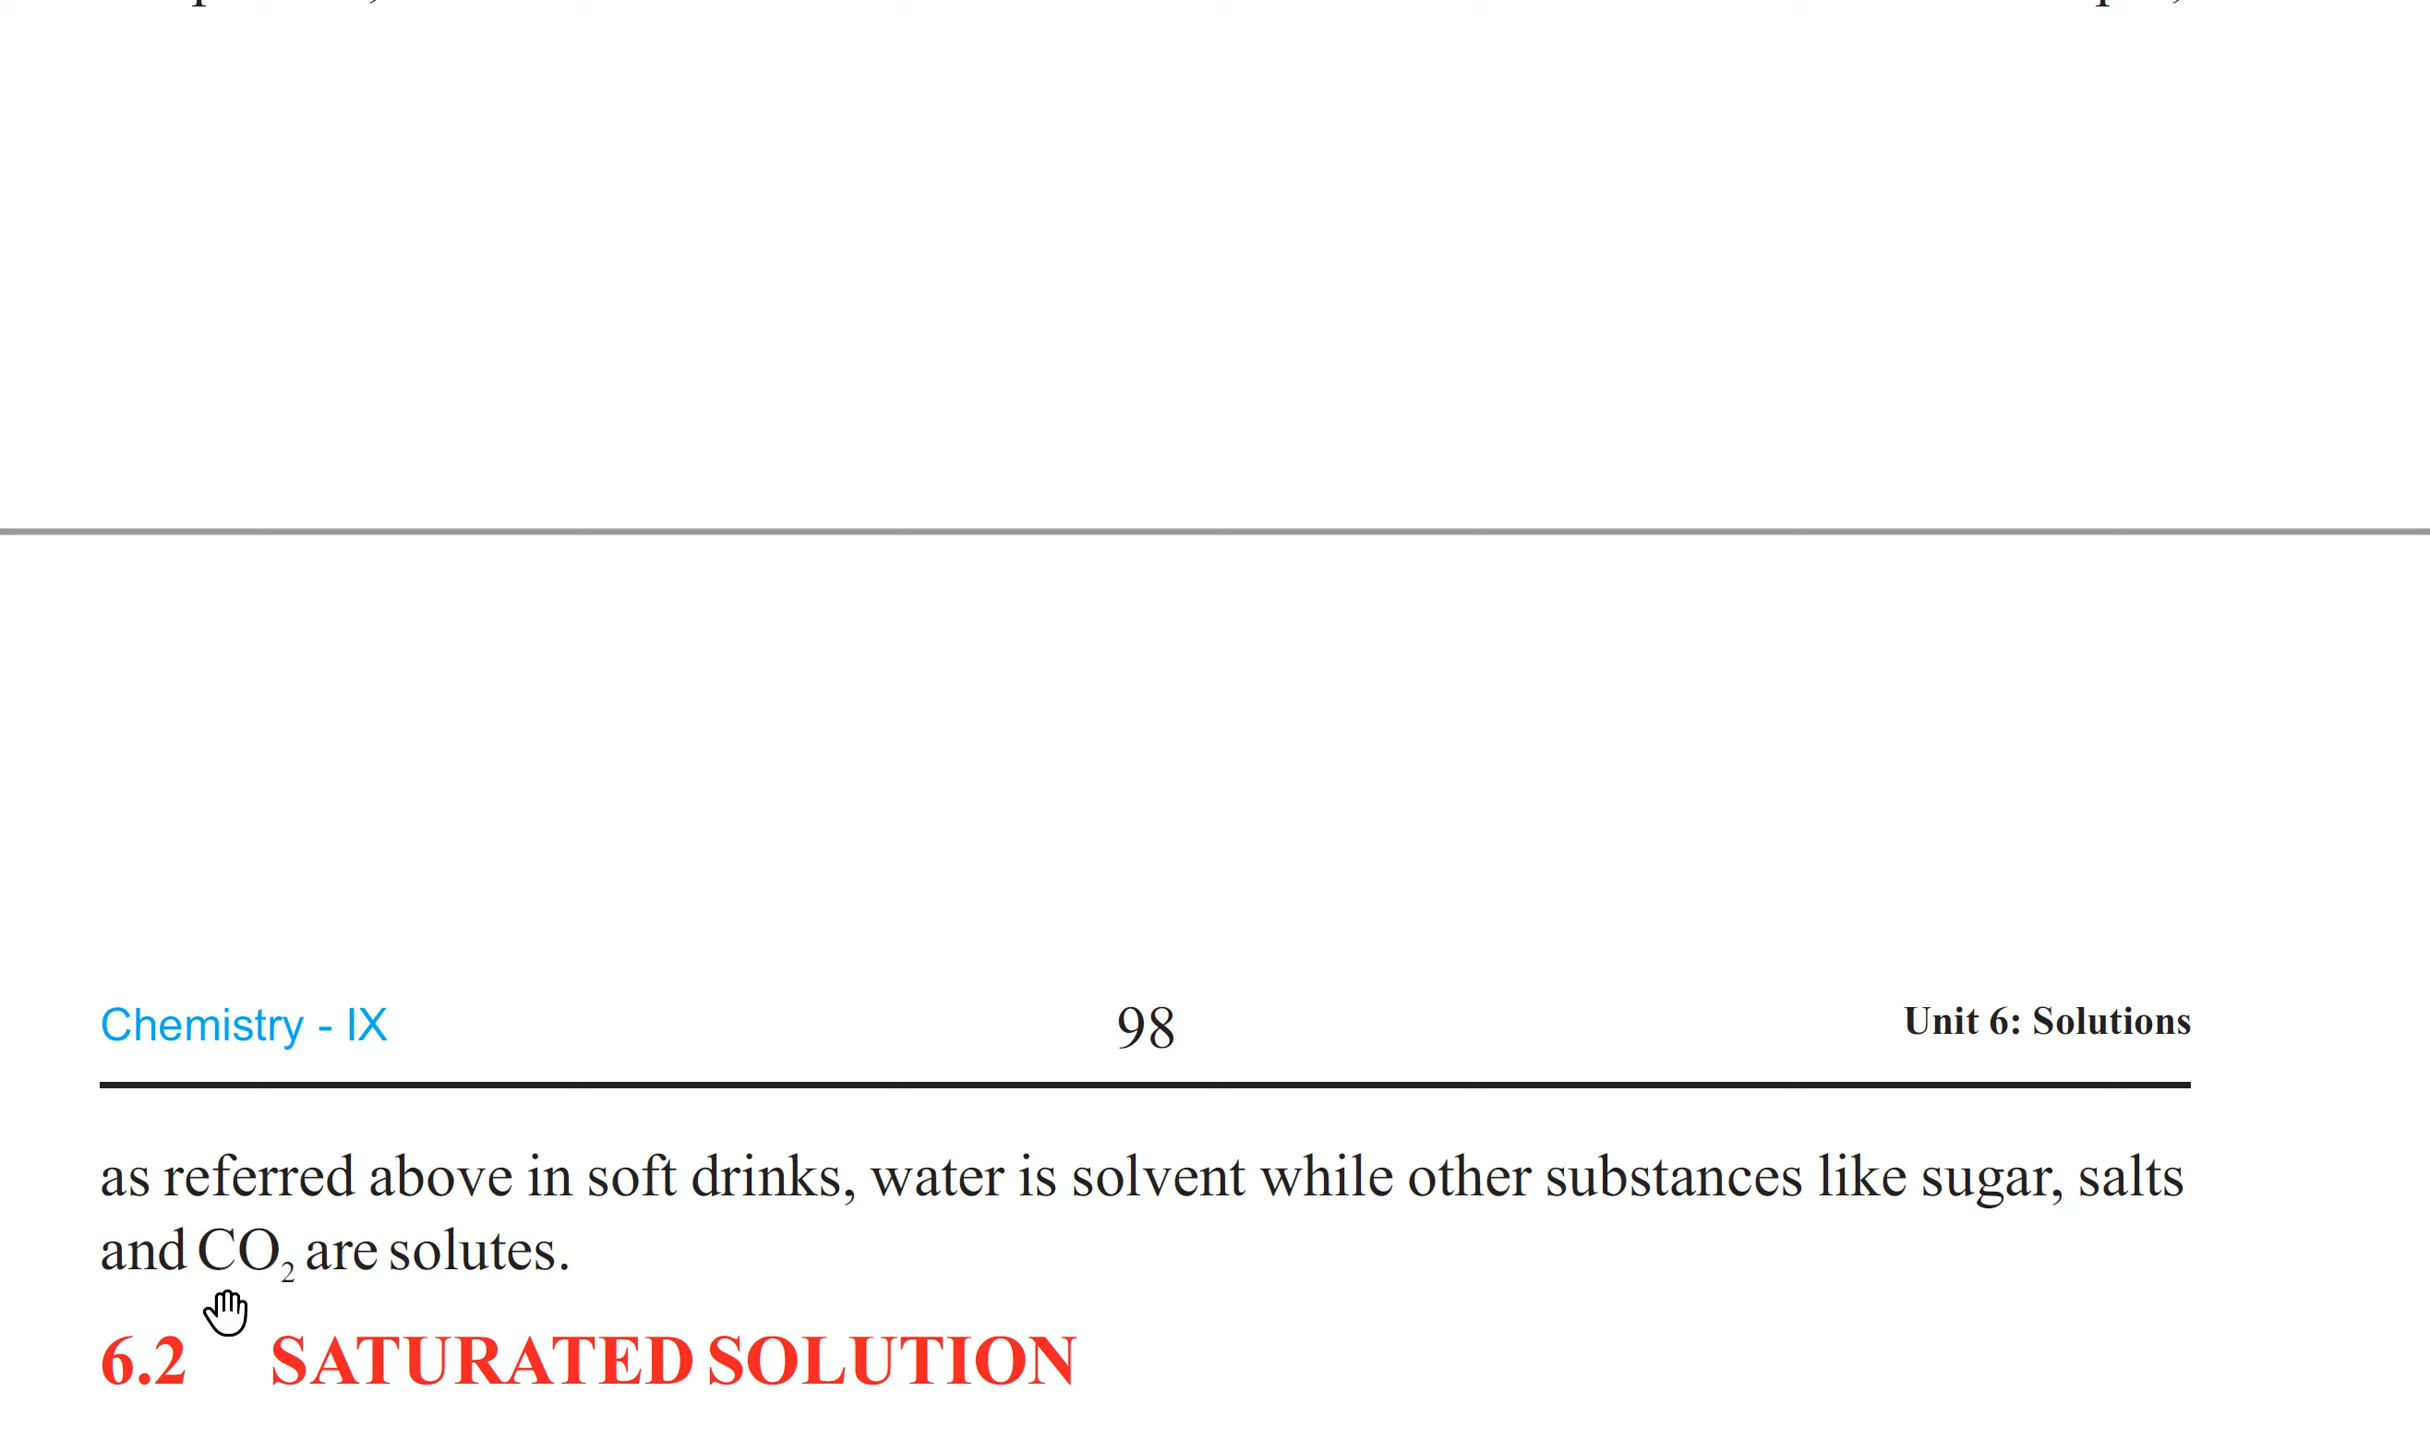 Chemistry - IX 98 Unit 6: Solutions
as referred above in soft drinks, water is solvent while other substances like sugar, salts
and CO₂ are solutes.
6.2 SATURATED SOLUTION